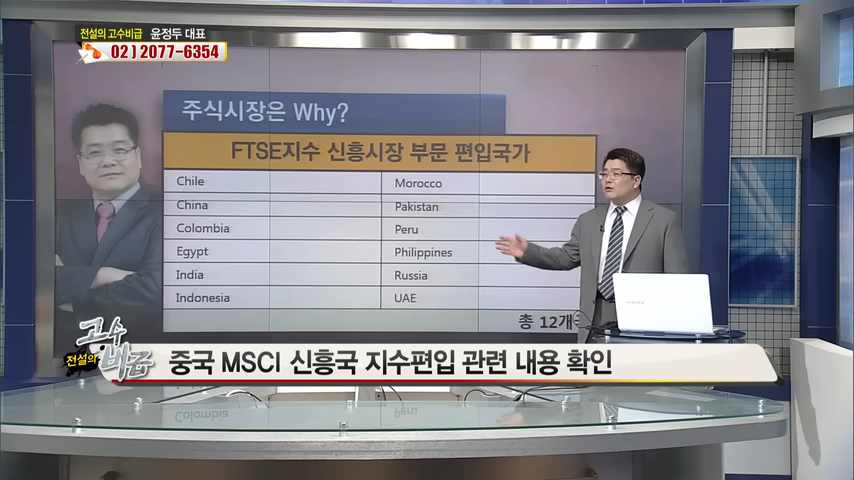 전설의 고수비급 윤정두 대표
02 ) 2077-6354
주식시장은 Why?
FTSE지수 신흥시장 부문 편입국가
Chile Morocco
China Pakistan
Colombia Peru
Egypt Philippines
India Russia
Indonesia UAE
총 12개국
전설의 고수비급
중국 MSCI 신흥국 지수편입 관련 내용 확인
Colombia Peru